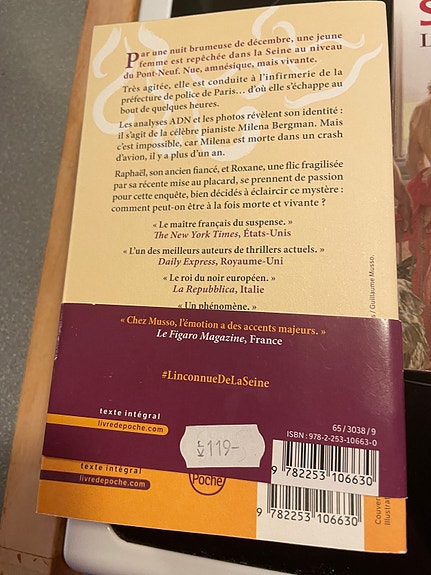 Par une nuit brumeuse de décembre, une jeune
femme est repêchée dans la Seine au niveau
du Pont-Neuf. Nue, amnésique, mais vivante.
Très agitée, elle est conduite à l'infirmerie de la
préfecture de police de Paris… d'où elle s'échappe au
bout de quelques heures.
Les analyses ADN et les photos révèlent son identité :
il s'agit de la célèbre pianiste Milena Bergman. Mais
c'est impossible, car Milena est morte dans un crash
d'avion, il y a plus d'un an.
Raphaël, son ancien fiancé, et Roxane, une flic fragilisée
par sa récente mise au placard, se prennent de passion
pour cette enquête, bien décidés à éclaircir ce mystère :
comment peut-on être à la fois morte et vivante ?
« Le maître français du suspense. »
The New York Times, États-Unis
« L'un des meilleurs auteurs de thrillers actuels. »
Daily Express, Royaume-Uni
« Le roi du noir européen. »
La Repubblica, Italie
« Un phénomène. »
« Chez Musso, l'émotion a des accents majeurs. »
Le Figaro Magazine, France
#LinconnueDeLaSeine
texte intégral
livredepoche.com
65 / 3038 / 9
ISBN : 978-2-253-10663-0
9 782253 106630
119-
texte intégral
livredepoche.com
Poche
9 782253 106630
/ Guillaume Musso.
Couver
Illustra
S
L